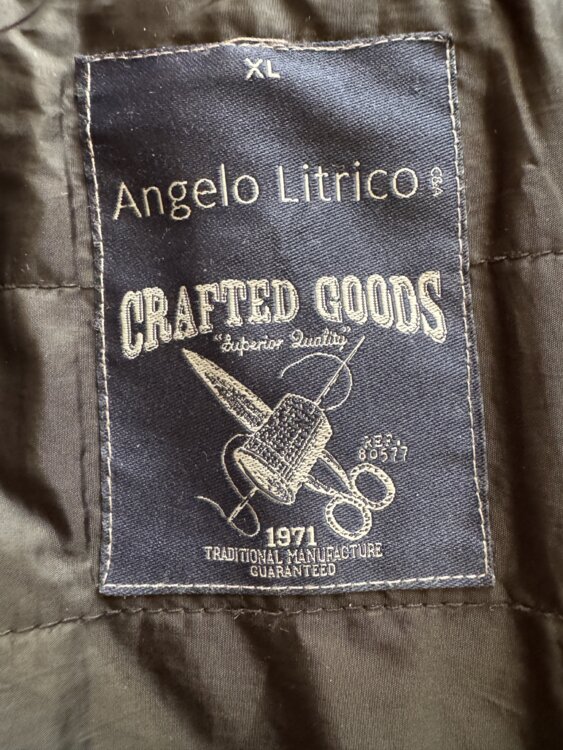 XL
Angelo Litrico C&A
CRAFTED GOODS
"Superior Quality"
REF.
80577
1971
TRADITIONAL MANUFACTURE
GUARANTEED